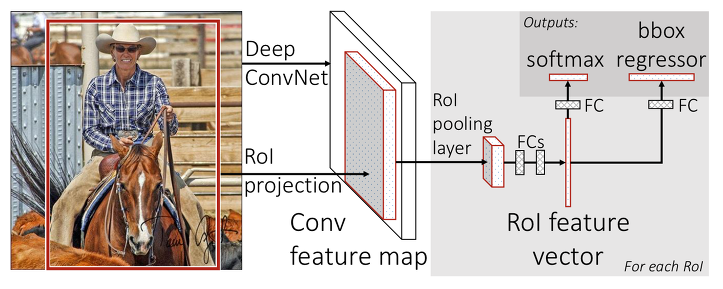 Deep
ConvNet
RoI
projection
Conv
feature map
RoI
pooling
layer
FCs
RoI feature
vector
Outputs:
softmax
bbox
regressor
FC
FC
For each RoI